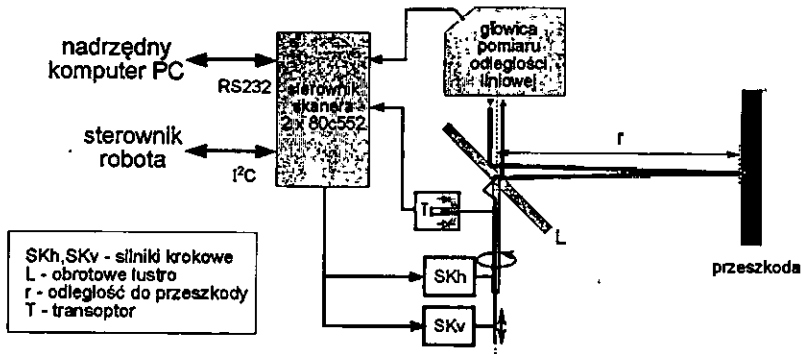 nadrzędny
komputer PC
RS232
sterownik
robota
I²C
sterownik
skanera
2 x 80c552
głowica
pomiaru
odległości
liniowej
r
T
L
SKh
SKv
przeszkoda
SKh,SKv - silniki krokowe
L - obrotowe lustro
r - odległość do przeszkody
T - transoptor